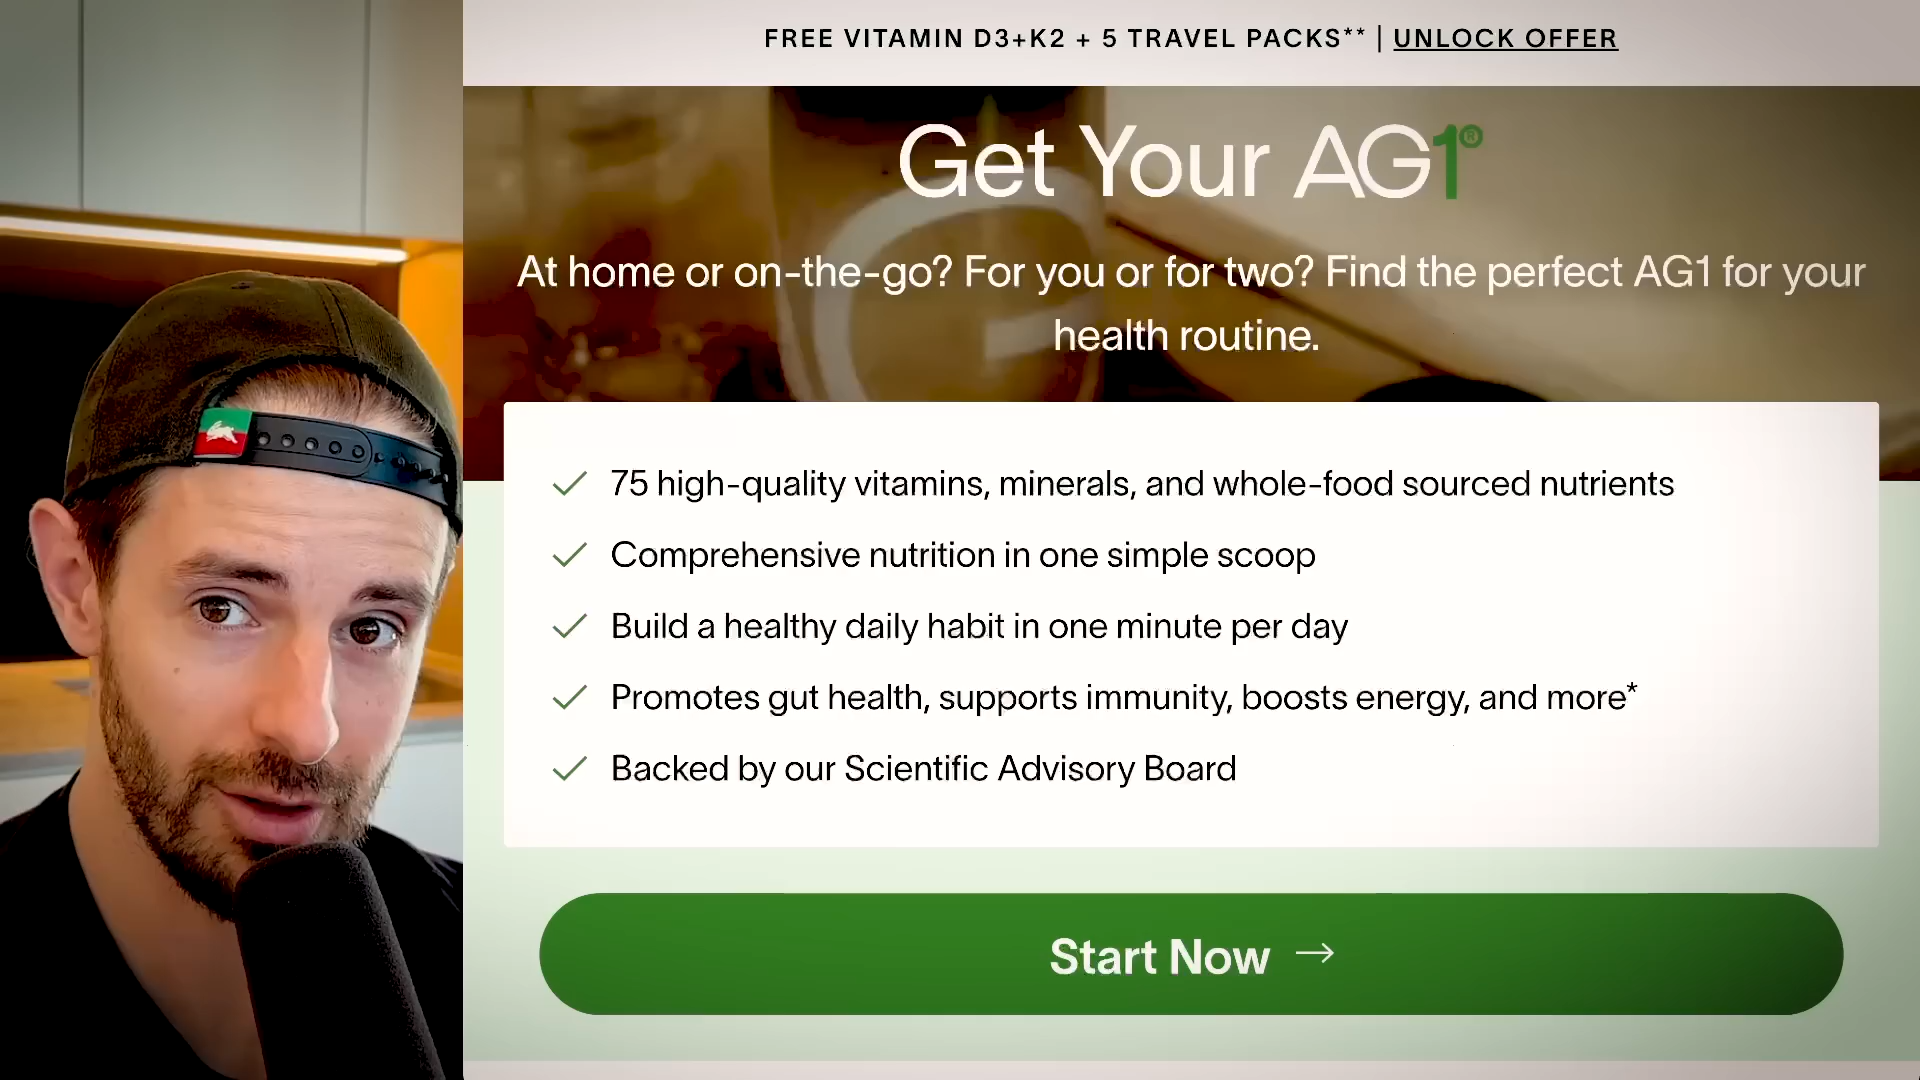 FREE VITAMIN D3+K2 + 5 TRAVEL PACKS** | UNLOCK OFFER
Get Your AG1®
At home or on-the-go? For you or for two? Find the perfect AG1 for your
health routine.
75 high-quality vitamins, minerals, and whole-food sourced nutrients
Comprehensive nutrition in one simple scoop
Build a healthy daily habit in one minute per day
Promotes gut health, supports immunity, boosts energy, and more*
Backed by our Scientific Advisory Board
Start Now →